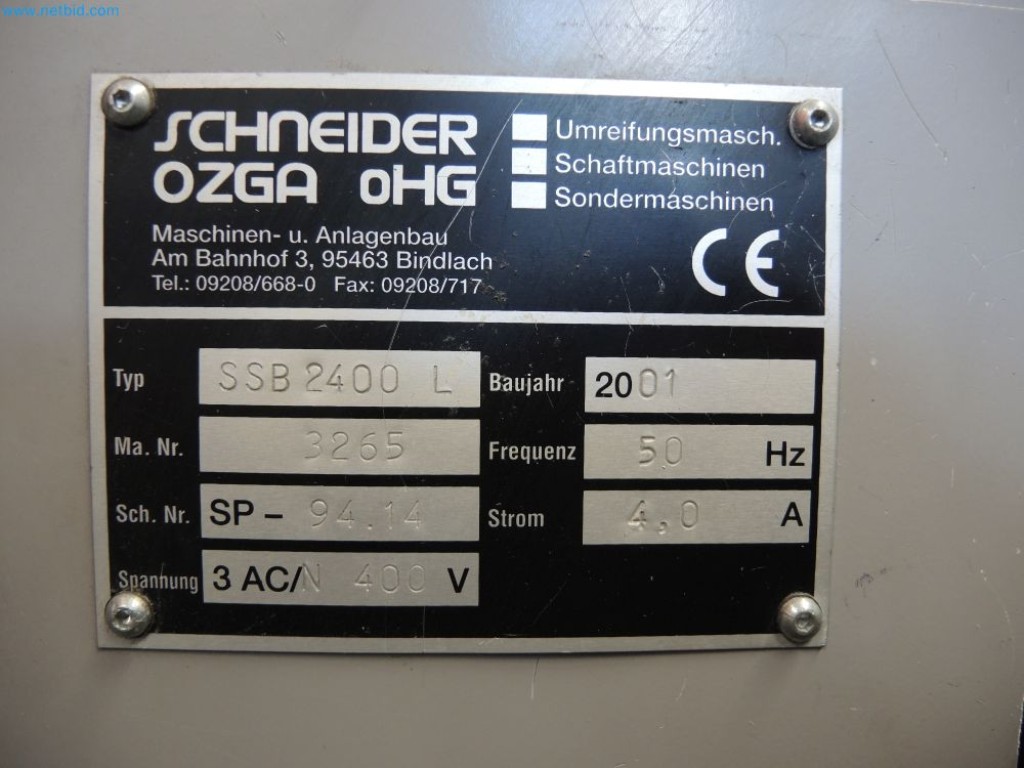 www.netbid.com
SCHNEIDER
OZGA oHG
Umreifungsmasch.
Schaftmaschinen
Sondermaschinen
Maschinen- u. Anlagenbau
Am Bahnhof 3, 95463 Bindlach
Tel.: 09208/668-0 Fax: 09208/717
CE
Typ SSB 2400 L Baujahr 2001
Ma. Nr. 3265 Frequenz 50 Hz
Sch. Nr. SP- 94.14 Strom 4,0 A
Spannung 3 AC/N 400 V